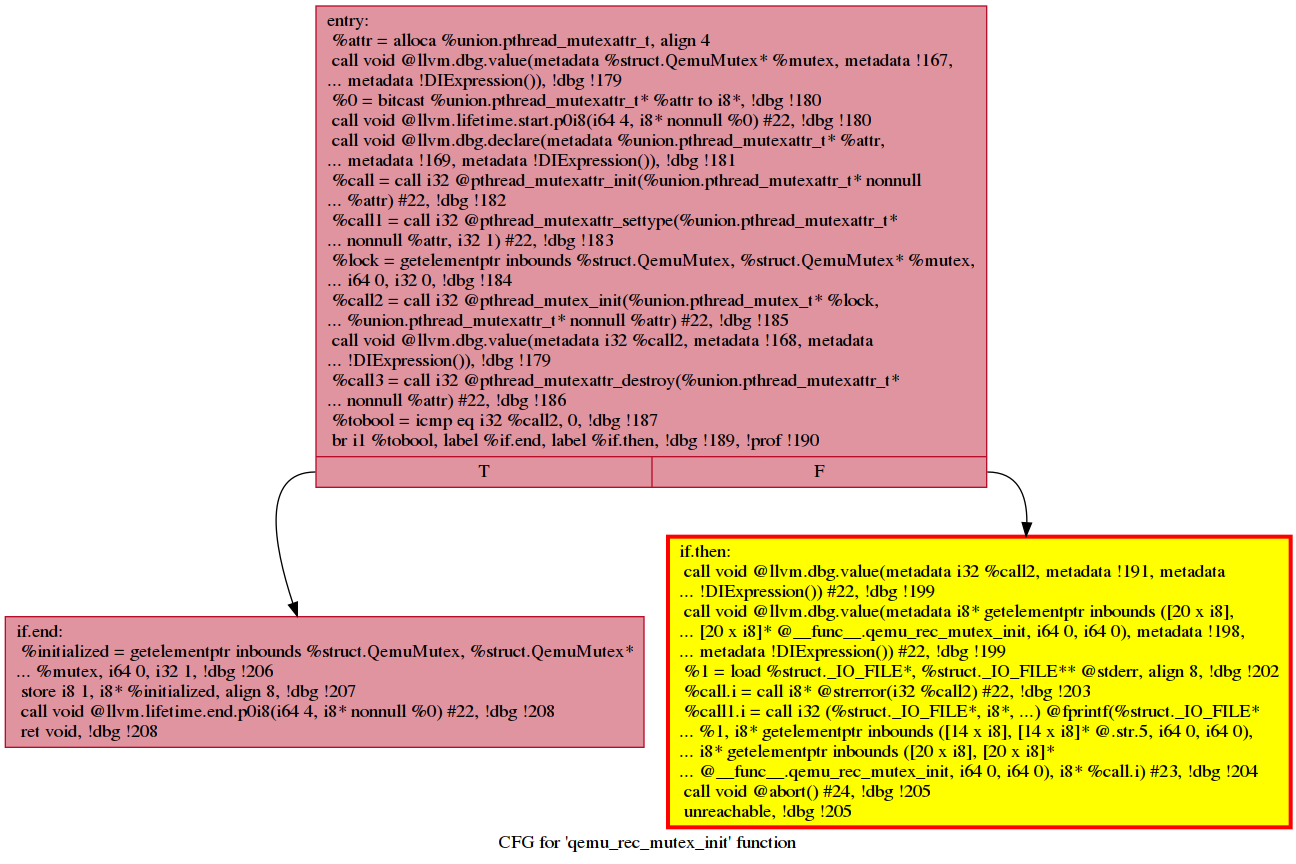 entry:
%attr = alloca %union.pthread_mutexattr_t, align 4
call void @llvm.dbg.value(metadata %struct.QemuMutex* %mutex, metadata !167,
... metadata !DIExpression()), !dbg !179
%0 = bitcast %union.pthread_mutexattr_t* %attr to i8*, !dbg !180
call void @llvm.lifetime.start.p0i8(i64 4, i8* nonnull %0) #22, !dbg !180
call void @llvm.dbg.declare(metadata %union.pthread_mutexattr_t* %attr,
... metadata !169, metadata !DIExpression()), !dbg !181
%call = call i32 @pthread_mutexattr_init(%union.pthread_mutexattr_t* nonnull
... %attr) #22, !dbg !182
%call1 = call i32 @pthread_mutexattr_settype(%union.pthread_mutexattr_t*
... nonnull %attr, i32 1) #22, !dbg !183
%lock = getelementptr inbounds %struct.QemuMutex, %struct.QemuMutex* %mutex,
... i64 0, i32 0, !dbg !184
%call2 = call i32 @pthread_mutex_init(%union.pthread_mutex_t* %lock,
... %union.pthread_mutexattr_t* nonnull %attr) #22, !dbg !185
call void @llvm.dbg.value(metadata i32 %call2, metadata !168, metadata
... !DIExpression()), !dbg !179
%call3 = call i32 @pthread_mutexattr_destroy(%union.pthread_mutexattr_t*
... nonnull %attr) #22, !dbg !186
%tobool = icmp eq i32 %call2, 0, !dbg !187
br i1 %tobool, label %if.end, label %if.then, !dbg !189, !prof !190
T
F
if.then:
call void @llvm.dbg.value(metadata i32 %call2, metadata !191, metadata
... !DIExpression()) #22, !dbg !199
call void @llvm.dbg.value(metadata i8* getelementptr inbounds ([20 x i8],
... [20 x i8]* @__func__.qemu_rec_mutex_init, i64 0, i64 0), metadata !198,
... metadata !DIExpression()) #22, !dbg !199
%1 = load %struct._IO_FILE*, %struct._IO_FILE** @stderr, align 8, !dbg !202
%call.i = call i8* @strerror(i32 %call2) #22, !dbg !203
%call1.i = call i32 (%struct._IO_FILE*, i8*, ...) @fprintf(%struct._IO_FILE*
... %1, i8* getelementptr inbounds ([14 x i8], [14 x i8]* @.str.5, i64 0, i64 0),
... i8* getelementptr inbounds ([20 x i8], [20 x i8]*
... @__func__.qemu_rec_mutex_init, i64 0, i64 0), i8* %call.i) #23, !dbg !204
call void @abort() #24, !dbg !205
unreachable, !dbg !205
if.end:
%initialized = getelementptr inbounds %struct.QemuMutex, %struct.QemuMutex*
... %mutex, i64 0, i32 1, !dbg !206
store i8 1, i8* %initialized, align 8, !dbg !207
call void @llvm.lifetime.end.p0i8(i64 4, i8* nonnull %0) #22, !dbg !208
ret void, !dbg !208
CFG for 'qemu_rec_mutex_init' function